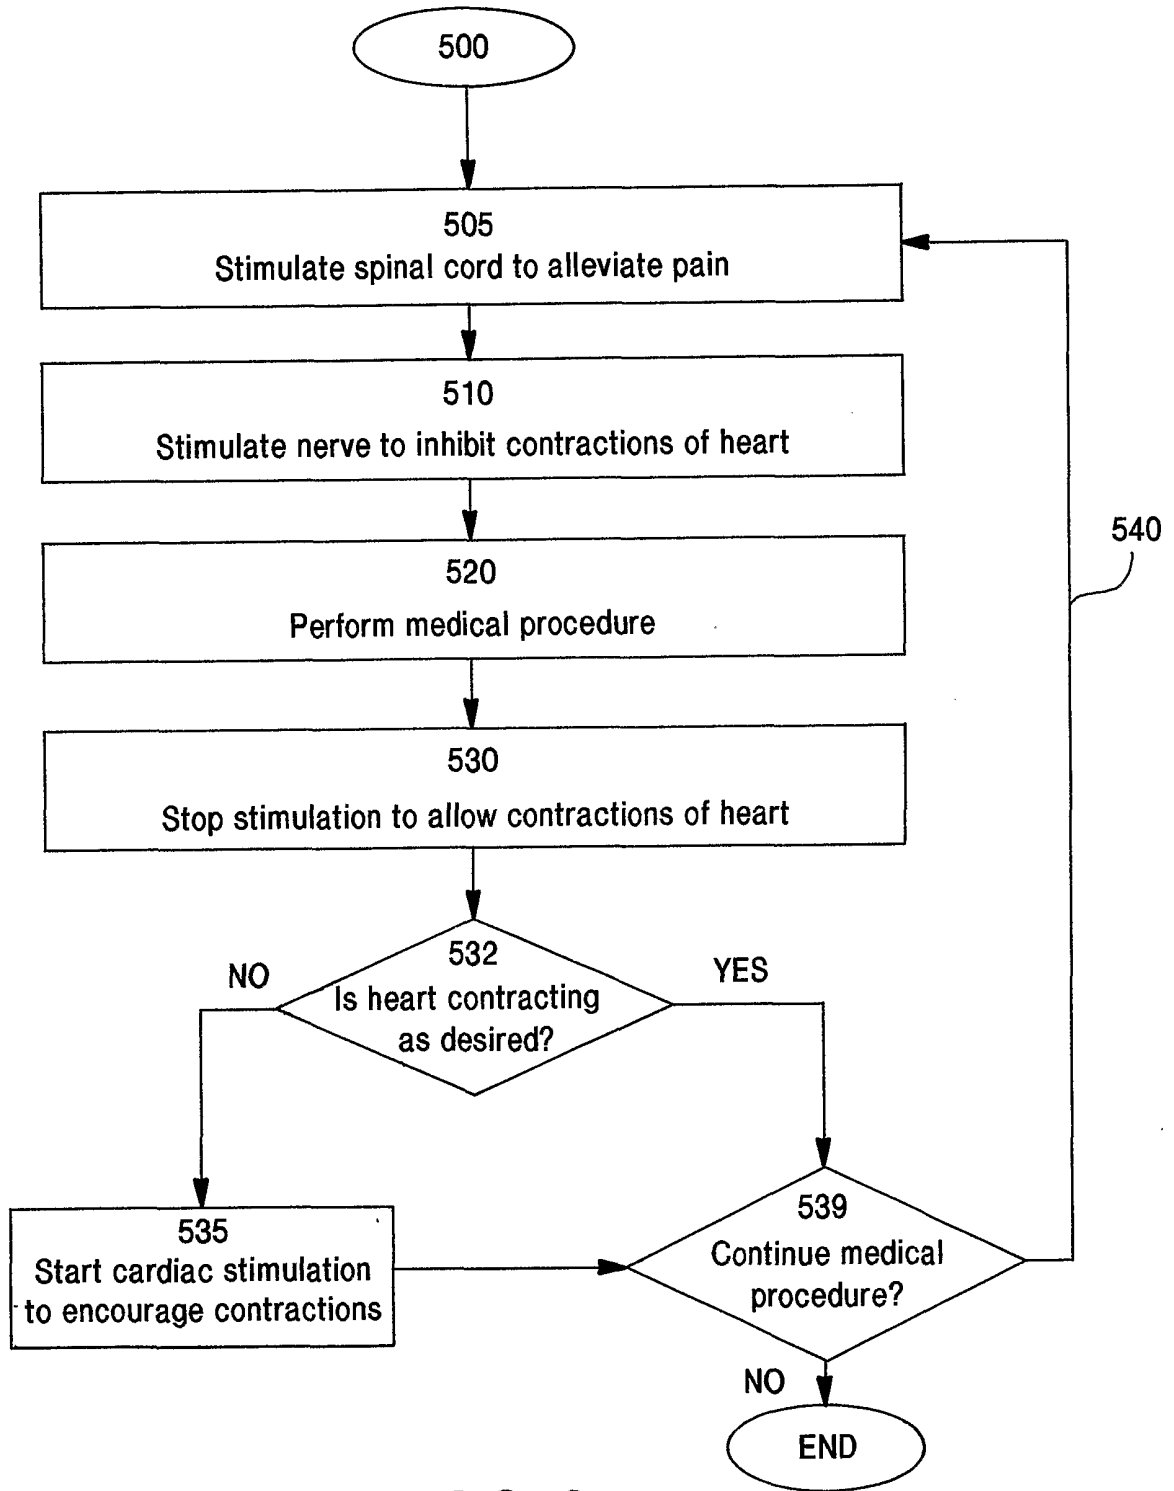 500
505
Stimulate spinal cord to alleviate pain
510
Stimulate nerve to inhibit contractions of heart
520
Perform medical procedure
530
Stop stimulation to allow contractions of heart
532
Is heart contracting
as desired?
NO
YES
535
Start cardiac stimulation
to encourage contractions
539
Continue medical
procedure?
540
NO
END